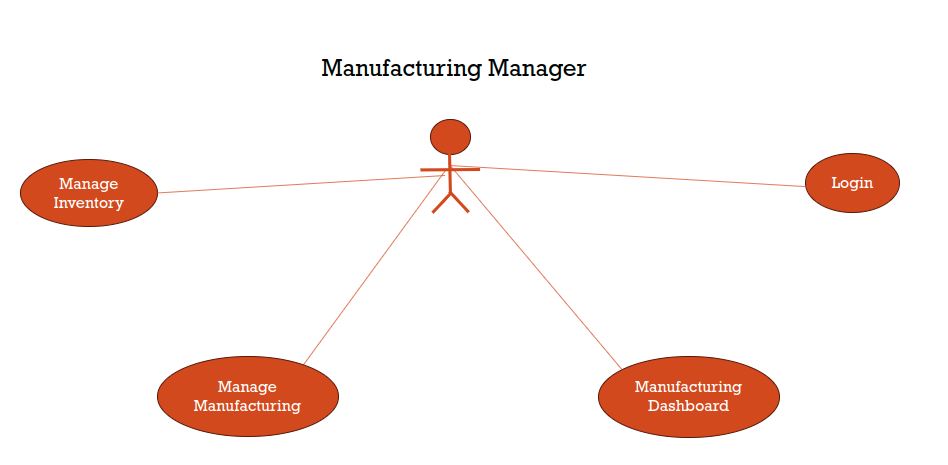 Manufacturing Manager
Manage
Inventory
Login
Manage
Manufacturing
Manufacturing
Dashboard